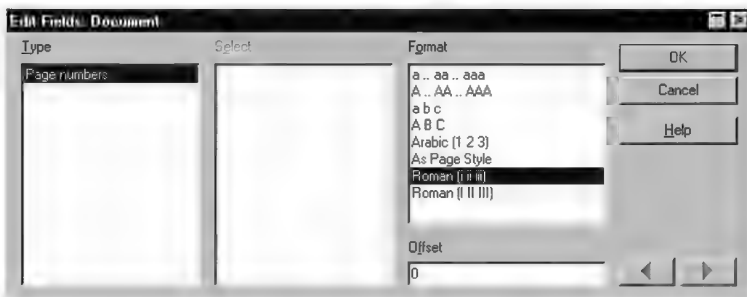 Edit Fields: Document
Type
Page numbers
Select
Format
a .. aa .. aaa
A .. AA .. AAA
a b c
A B C
Arabic (1 2 3)
As Page Style
Roman (i ii iii)
Roman (I II III)
Offset
0
OK
Cancel
Help